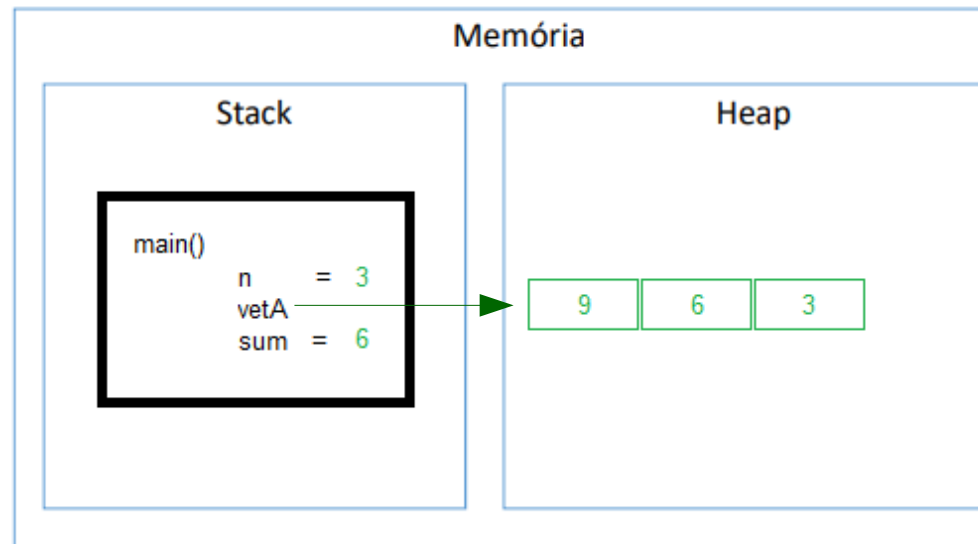 Memória
Stack
Heap
main()
n = 3
vetA
sum = 6
9 6 3